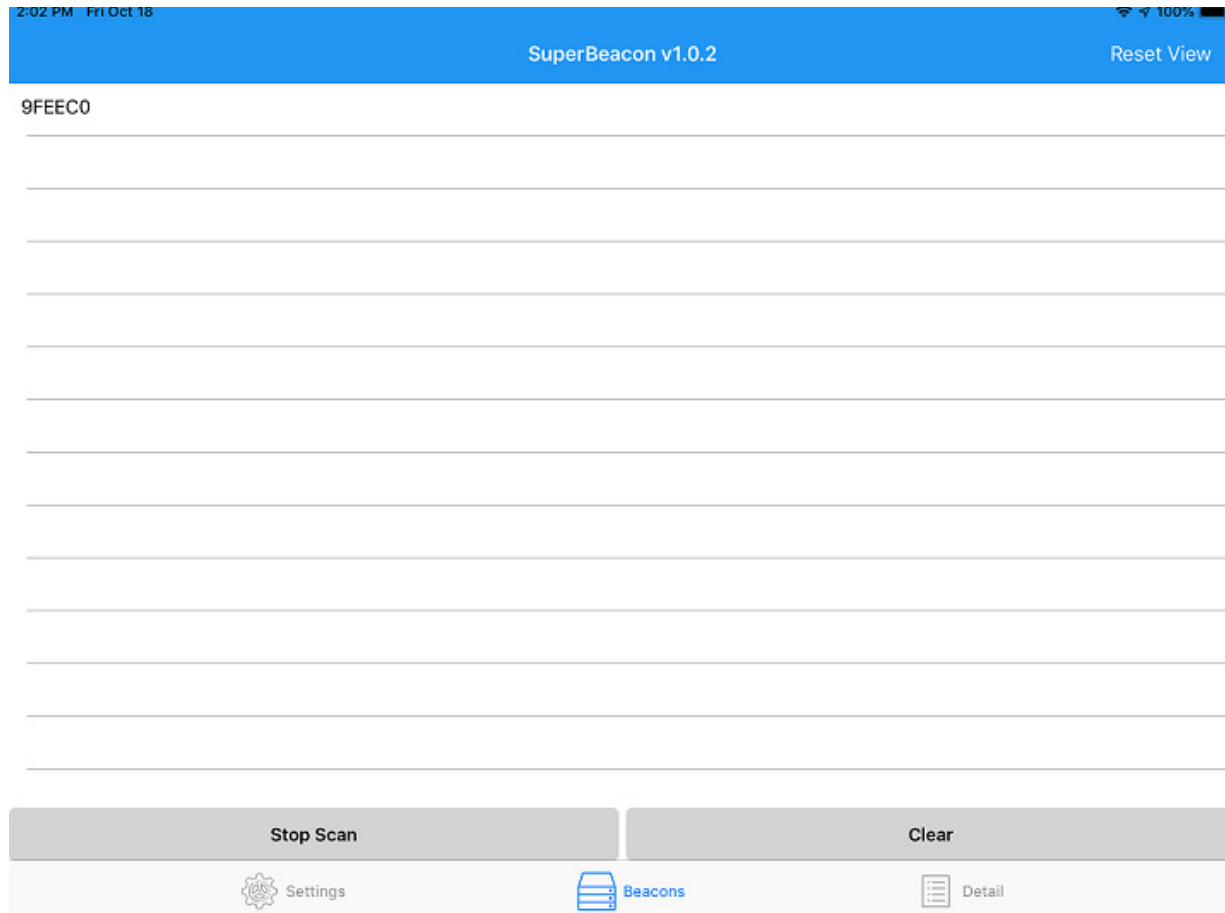 2:02 PM Fri Oct 18 100%
SuperBeacon v1.0.2 Reset View
9FEEC0
Stop Scan Clear
Settings Beacons Detail